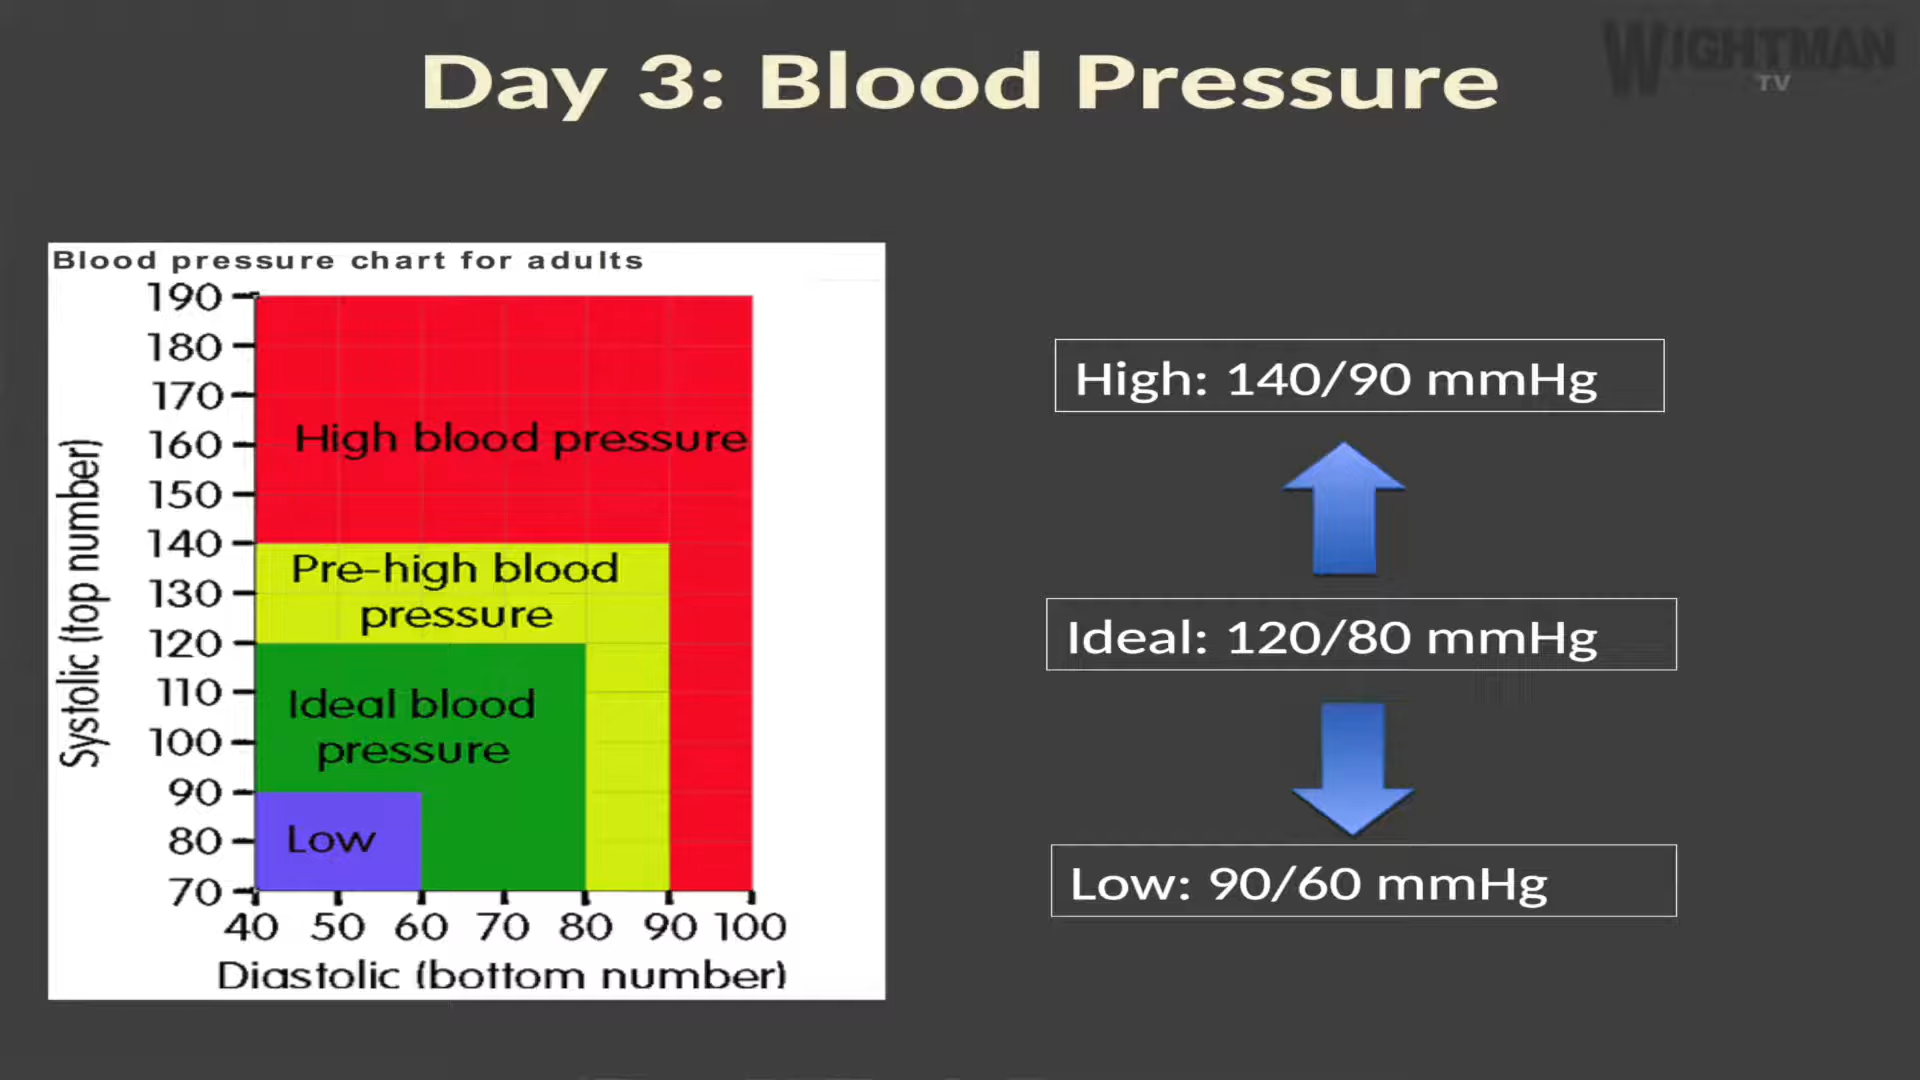 WIGHTMAN
TV
Day 3: Blood Pressure
Blood pressure chart for adults
190
180
170
160
150
140
130
120
110
100
90
80
70
Systolic (top number)
High blood pressure
Pre-high blood
pressure
Ideal blood
pressure
Low
40 50 60 70 80 90 100
Diastolic (bottom number)
High: 140/90 mmHg
Ideal: 120/80 mmHg
Low: 90/60 mmHg